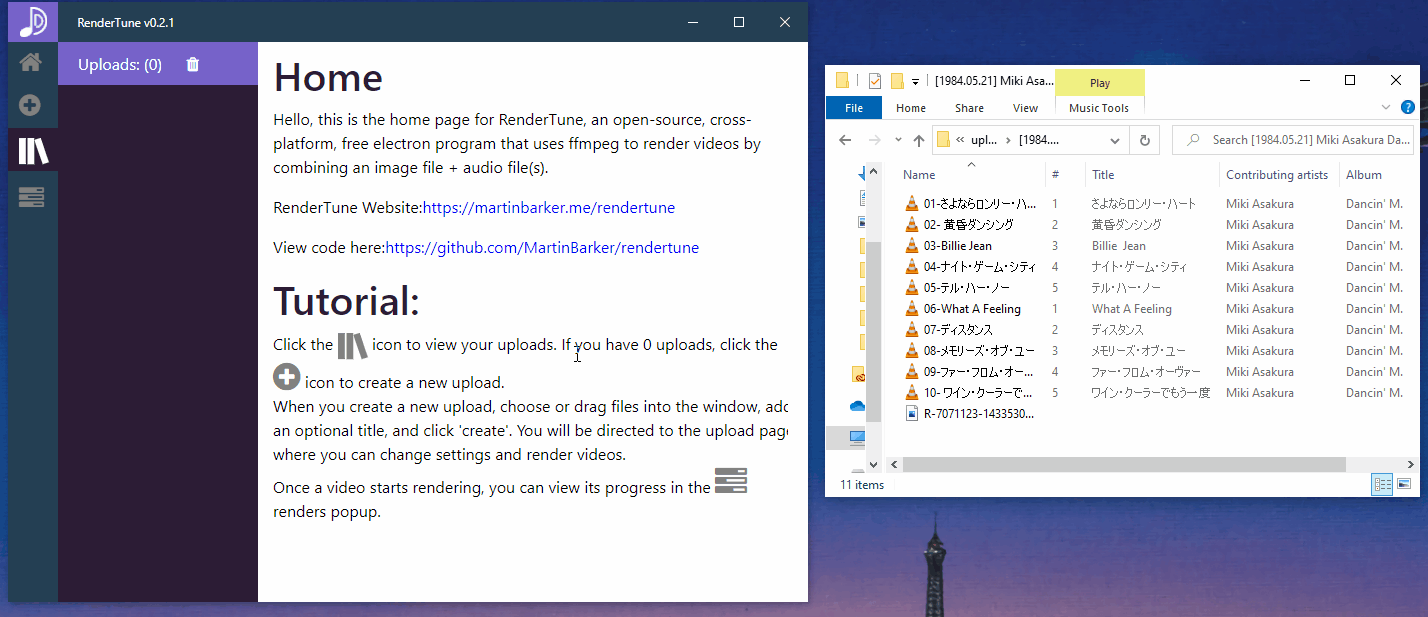 RenderTune v0.2.1
Uploads: (0)
Home
Hello, this is the home page for RenderTune, an open-source, cross-
platform, free electron program that uses ffmpeg to render videos by
combining an image file + audio file(s).
RenderTune Website:https://martinbarker.me/rendertune
View code here:https://github.com/MartinBarker/rendertune
Tutorial:
Click the icon to view your uploads. If you have 0 uploads, click the
icon to create a new upload.
When you create a new upload, choose or drag files into the window, add
an optional title, and click 'create'. You will be directed to the upload page
where you can change settings and render videos.
Once a video starts rendering, you can view its progress in the
renders popup.
[1984.05.21] Miki Asa... Play
File Home Share View Music Tools
« upl... › [1984.... Search [1984.05.21] Miki Asakura Da...
Name # Title Contributing artists Album
01-さよならロンリー・ハ... 1 さよならロンリー・ハート Miki Asakura Dancin' M.
02- 黄昏ダンシング 2 黄昏ダンシング Miki Asakura Dancin' M.
03-Billie Jean 3 Billie Jean Miki Asakura Dancin' M.
04-ナイト・ゲーム・シティ 4 ナイト・ゲーム・シティ Miki Asakura Dancin' M.
05-テル・ハー・ノー 5 テル・ハー・ノー Miki Asakura Dancin' M.
06-What A Feeling 1 What A Feeling Miki Asakura Dancin' M.
07-ディスタンス 2 ディスタンス Miki Asakura Dancin' M.
08-メモリーズ・オブ・ユー 3 メモリーズ・オブ・ユー Miki Asakura Dancin' M.
09-ファー・フロム・オー... 4 ファー・フロム・オーヴァー Miki Asakura Dancin' M.
10- ワイン・クーラーで... 5 ワイン・クーラーでもう一度 Miki Asakura Dancin' M.
R-7071123-1433530...
11 items